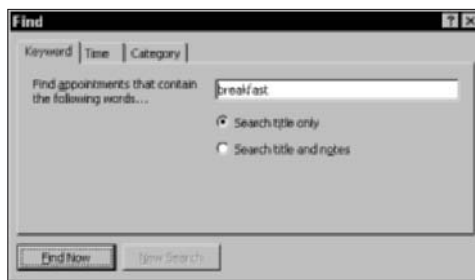 Find
Keyword Time Category
Find appointments that contain
the following words...
breakfast
Search title only
Search title and notes
Find Now New Search